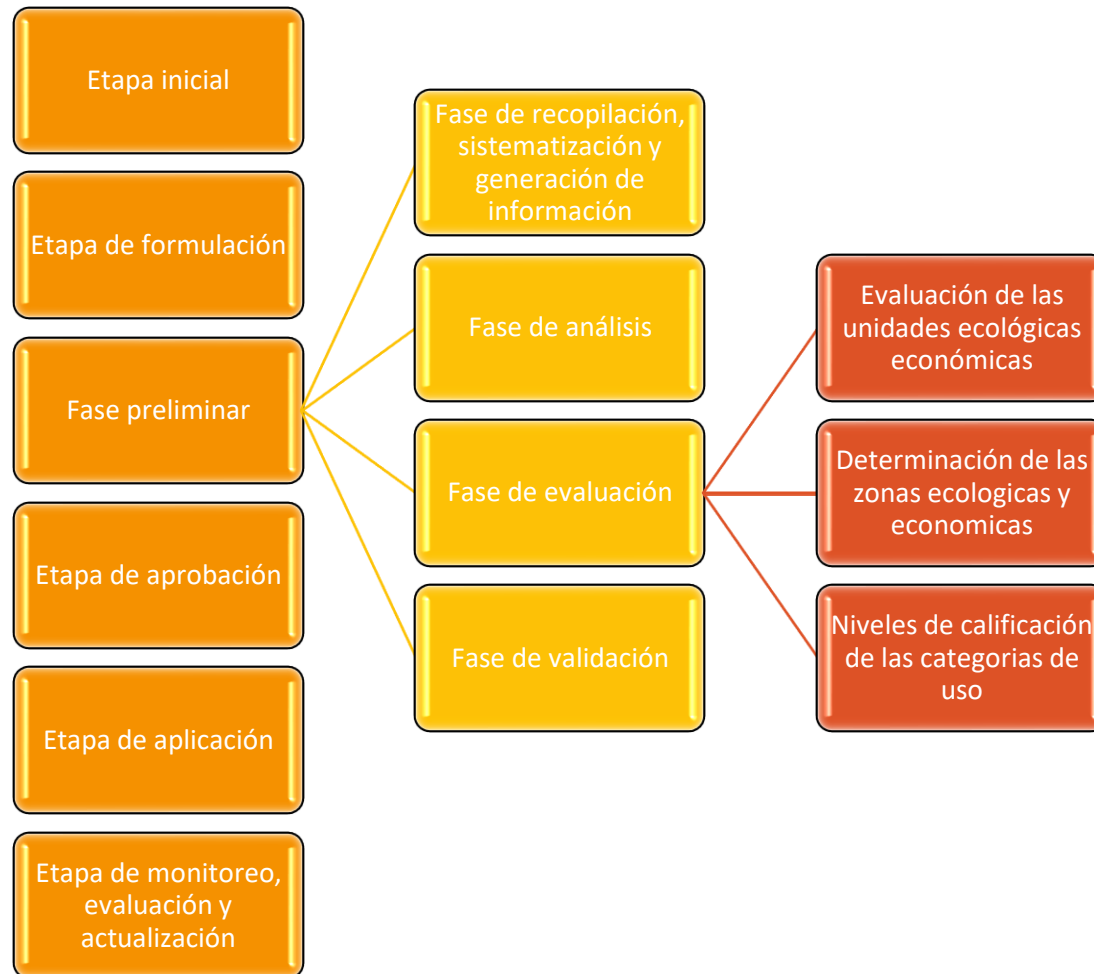 Etapa inicial
Etapa de formulación
Fase preliminar
Etapa de aprobación
Etapa de aplicación
Etapa de monitoreo,
evaluación y
actualización
Fase de recopilación,
sistematización y
generación de
información
Fase de análisis
Fase de evaluación
Fase de validación
Evaluación de las
unidades ecológicas
económicas
Determinación de las
zonas ecologicas y
economicas
Niveles de calificación
de las categorias de
uso